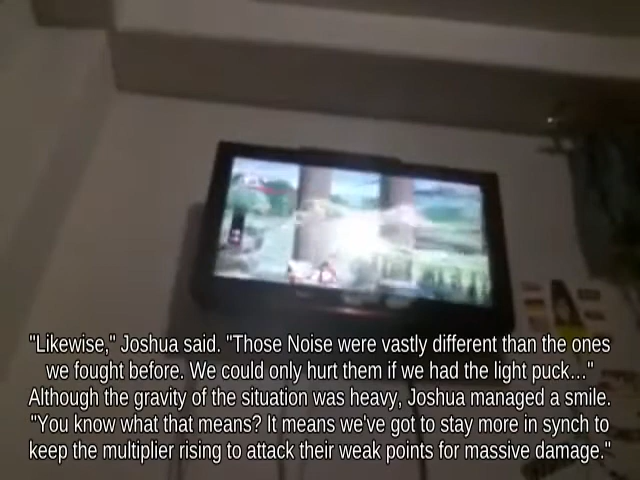 "Likewise," Joshua said. "Those Noise were vastly different than the ones
we fought before. We could only hurt them if we had the light puck…"
Although the gravity of the situation was heavy, Joshua managed a smile.
"You know what that means? It means we've got to stay more in synch to
keep the multiplier rising to attack their weak points for massive damage."